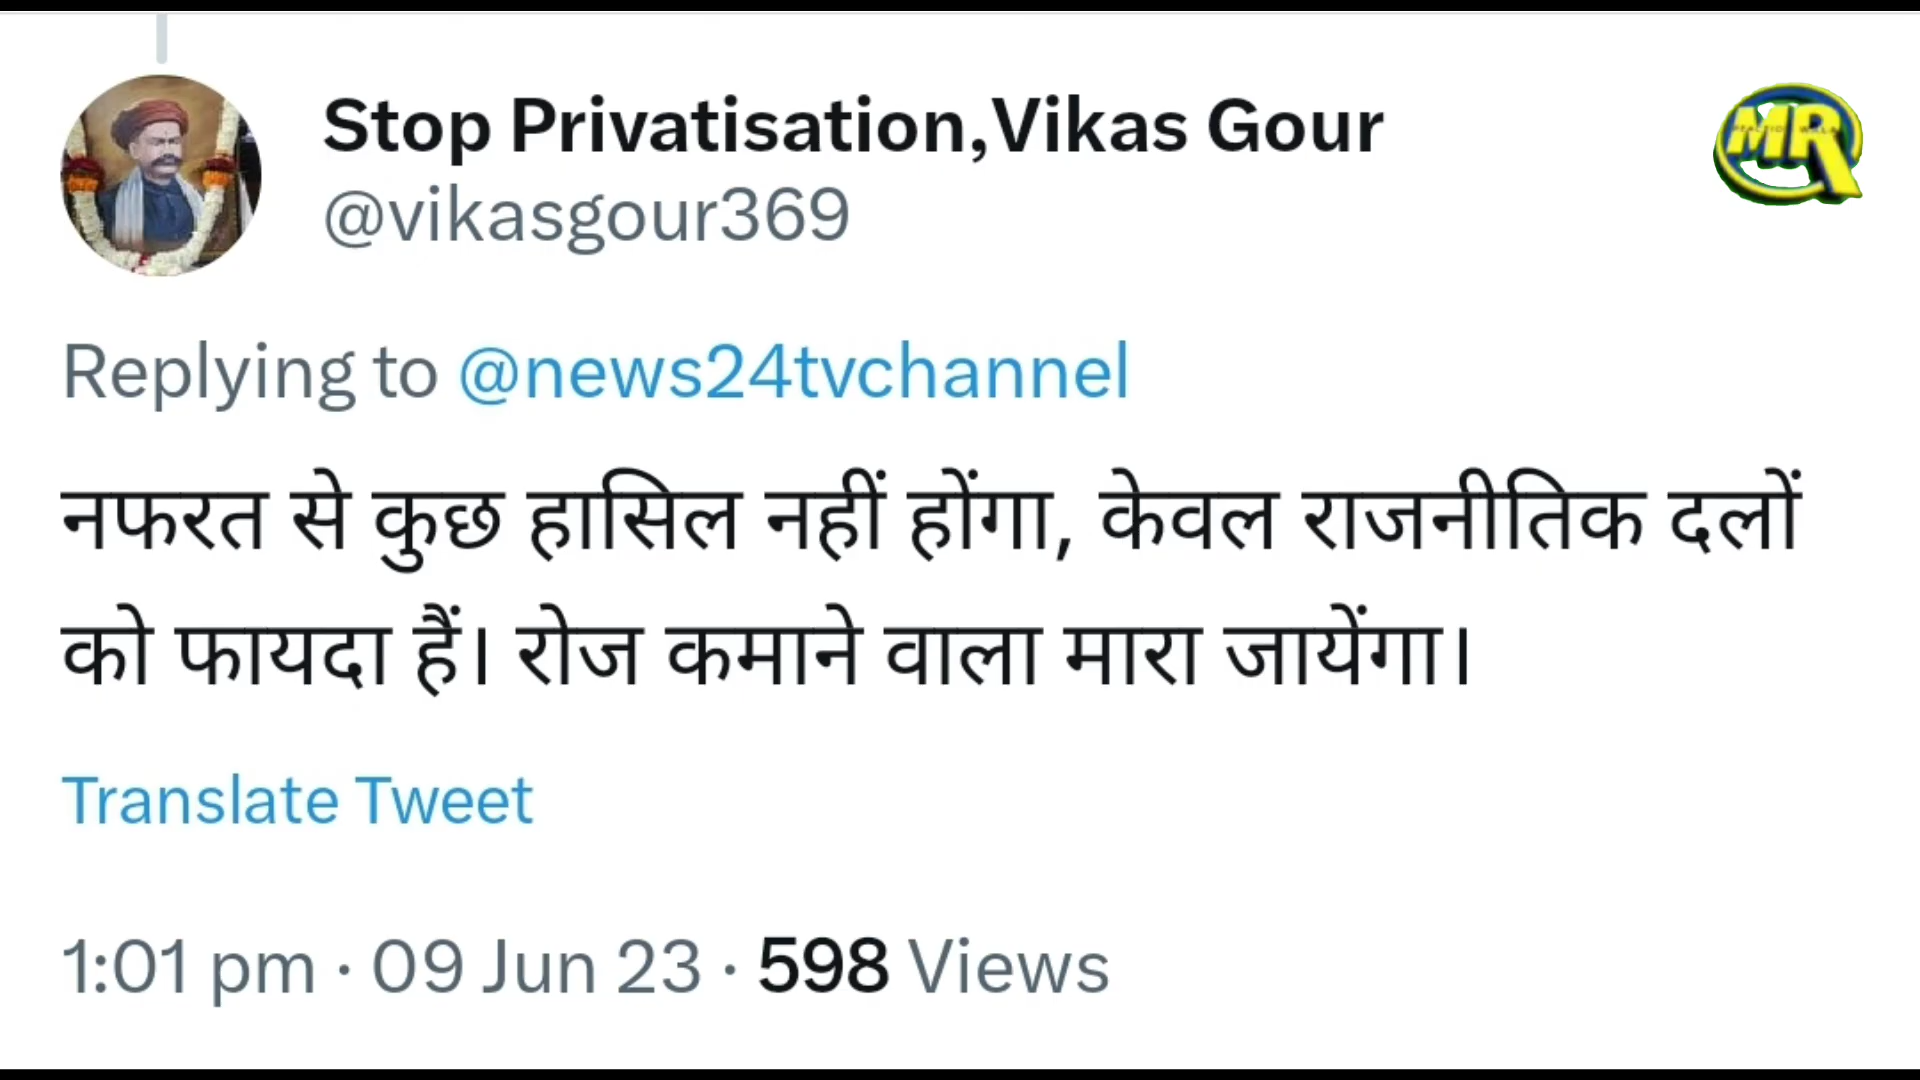 Stop Privatisation,Vikas Gour
MR
@vikasgour369
Replying to @news24tvchannel
नफरत से कुछ हासिल नहीं होंगा, केवल राजनीतिक दलों
को फायदा हैं। रोज कमाने वाला मारा जायेंगा।
Translate Tweet
1:01 pm · 09 Jun 23 · 598 Views